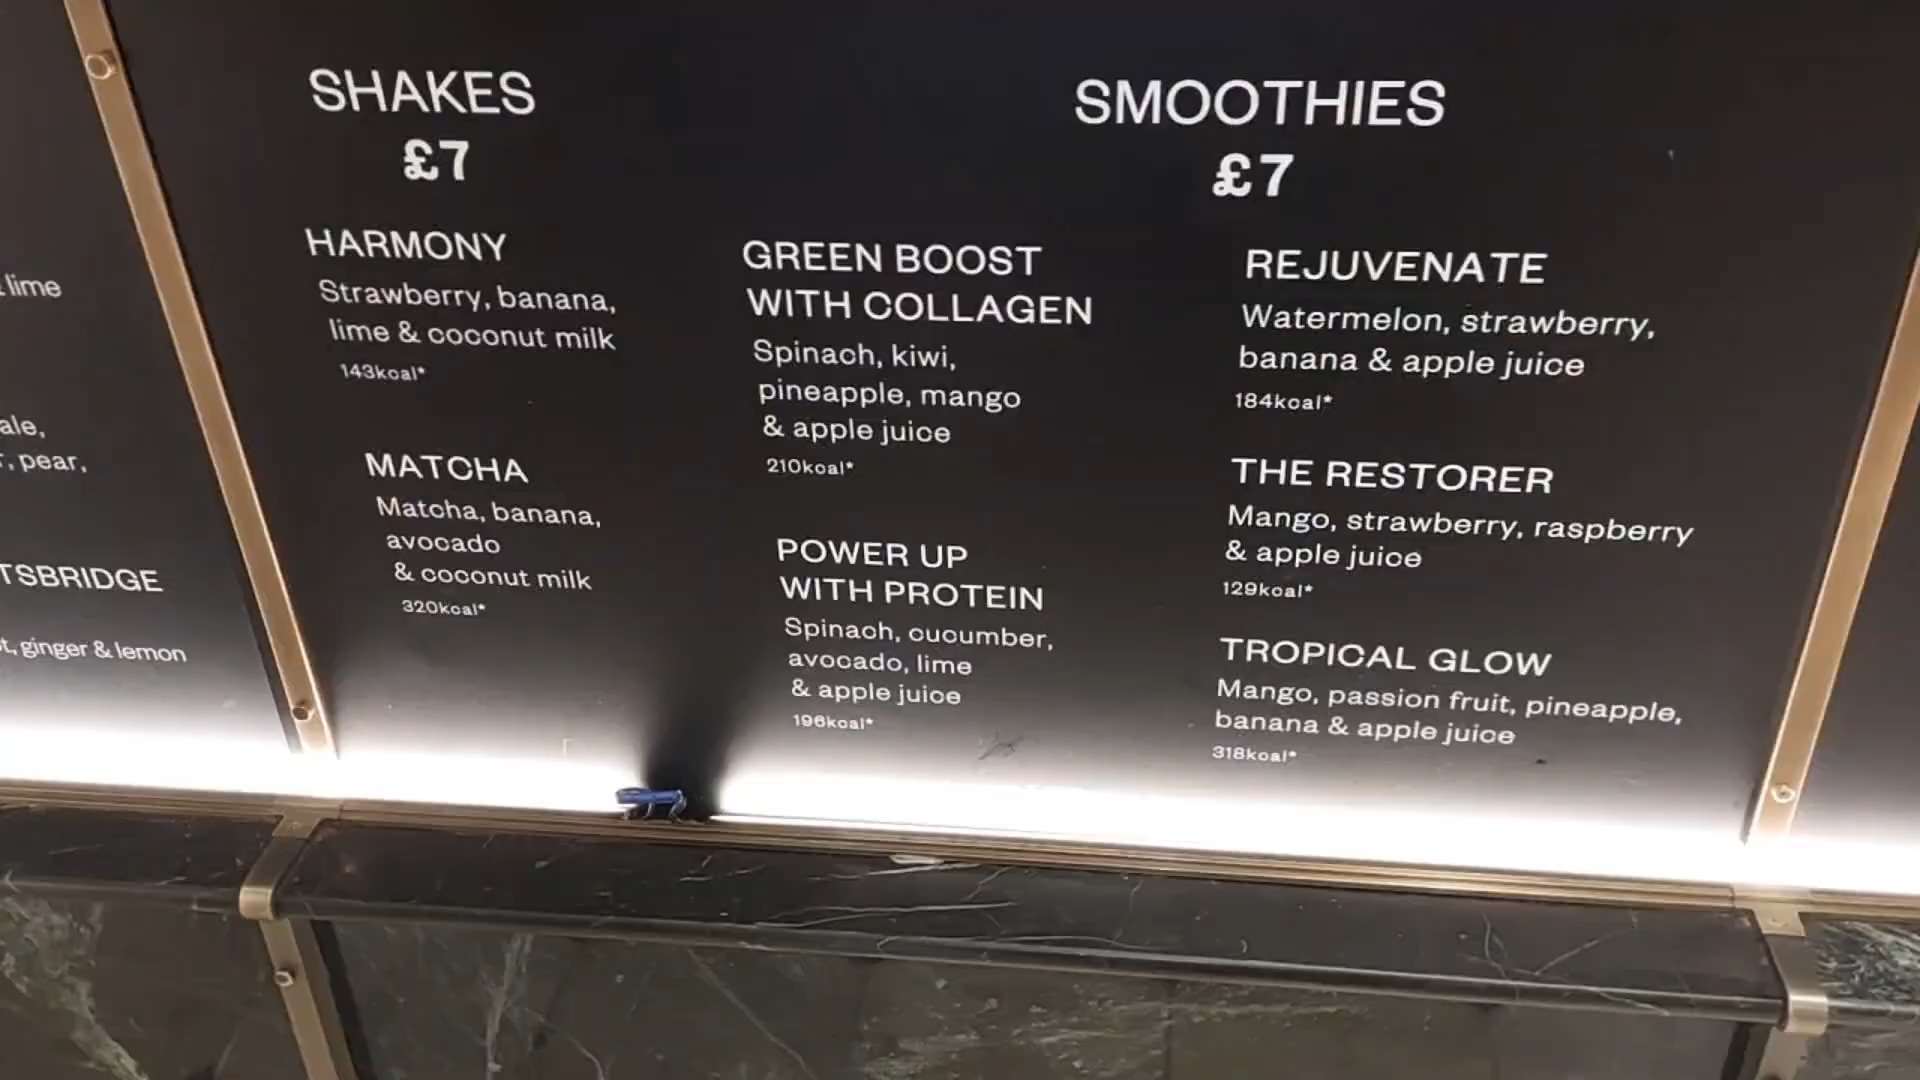 lime
ale,
pear,
TSBRIDGE
ginger & lemon
SHAKES
£7
HARMONY
Strawberry, banana,
lime & coconut milk
143kcal*
MATCHA
Matcha, banana,
avocado
& coconut milk
320kcal*
SMOOTHIES
£7
GREEN BOOST
WITH COLLAGEN
Spinach, kiwi,
pineapple, mango
& apple juice
210kcal*
POWER UP
WITH PROTEIN
Spinach, cucumber,
avocado, lime
& apple juice
196kcal*
REJUVENATE
Watermelon, strawberry,
banana & apple juice
184kcal*
THE RESTORER
Mango, strawberry, raspberry
& apple juice
129kcal*
TROPICAL GLOW
Mango, passion fruit, pineapple,
banana & apple juice
318kcal*